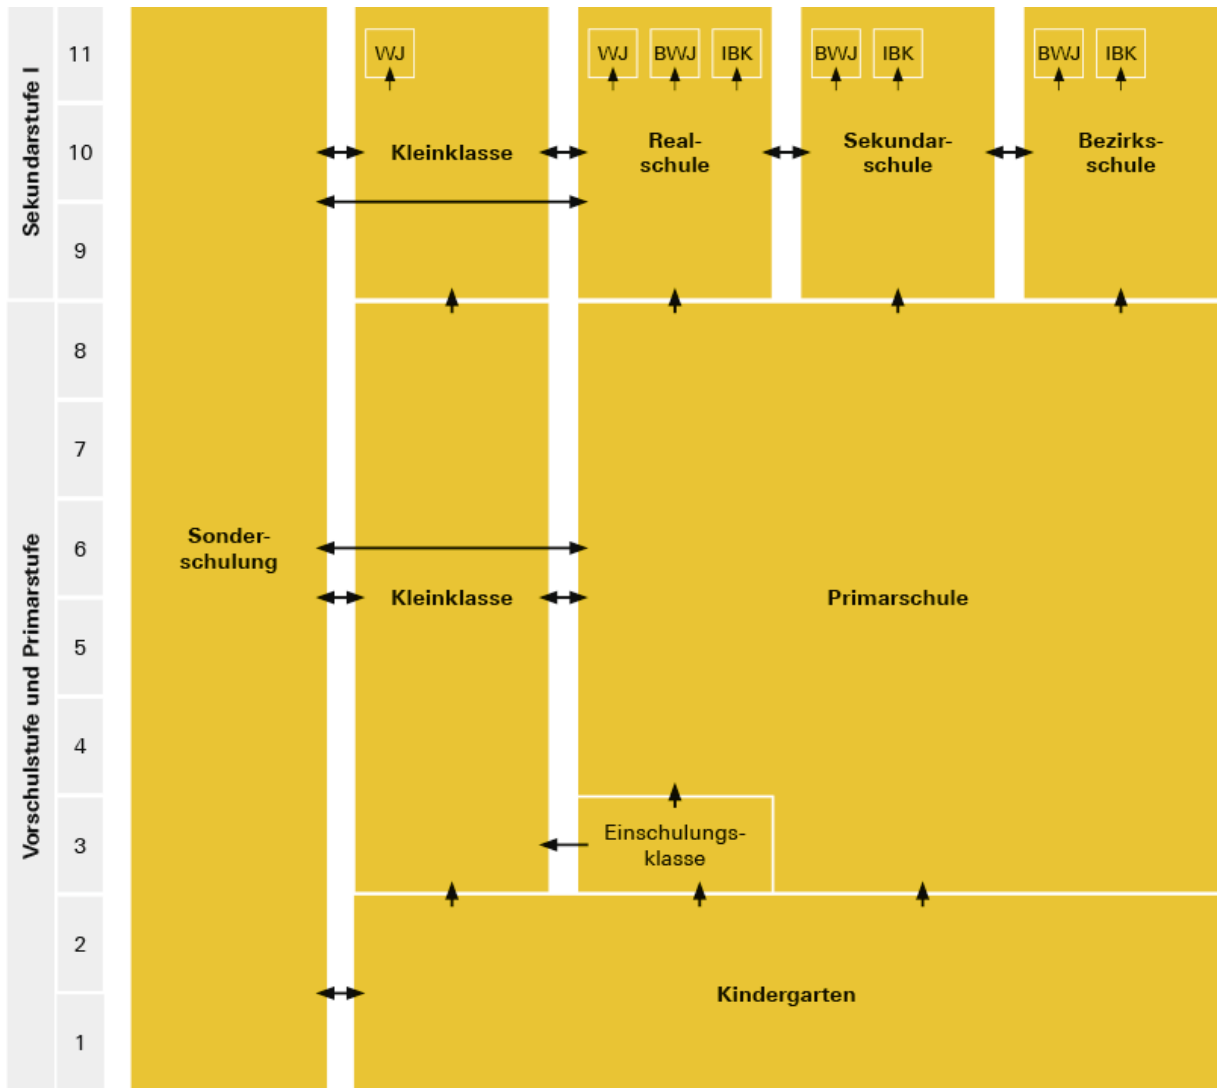 Sekundarstufe I
11
WJ
WJ
BWJ
IBK
BWJ
IBK
BWJ
IBK
10
Kleinklasse
Real-
schule
Sekundar-
schule
Bezirks-
schule
9
Vorschulstufe und Primarstufe
8
7
6
Sonder-
schulung
Kleinklasse
Primarschule
5
4
3
Einschulungs-
klasse
2
Kindergarten
1